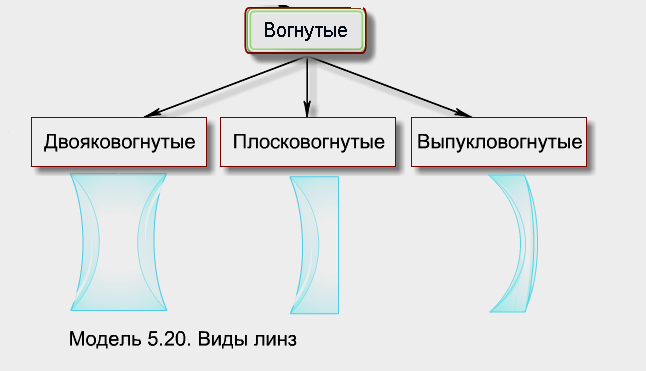 Вогнутые
Двояковогнутые
Плосковогнутые
Выпукловогнутые
Модель 5.20. Виды линз